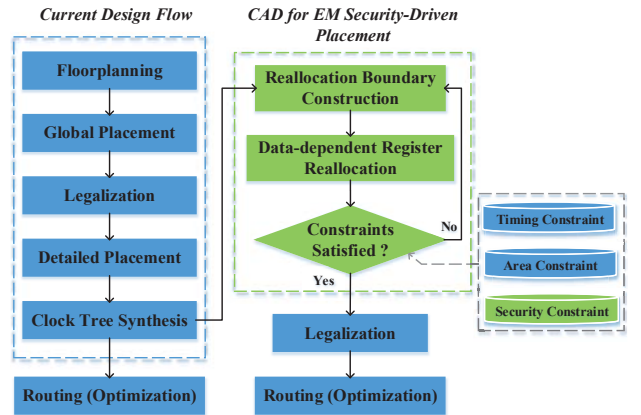 Current Design Flow
Floorplanning
Global Placement
Legalization
Detailed Placement
Clock Tree Synthesis
Routing (Optimization)
CAD for EM Security-Driven
Placement
Reallocation Boundary
Construction
Data-dependent Register
Reallocation
Constraints
Satisfied ?
No
Yes
Legalization
Routing (Optimization)
Timing Constraint
Area Constraint
Security Constraint